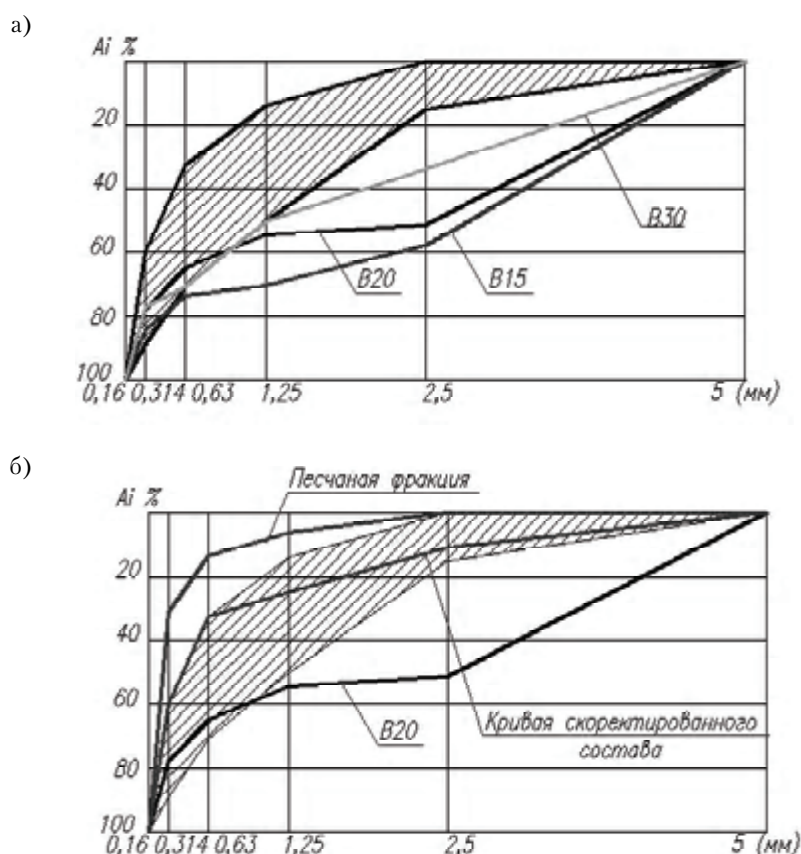 а)
Ai %
20
40
60
80
100
В30
В20
В15
0,16 0,314 0,63 1,25 2,5 5 (мм)
б)
Песчаная фракция
Ai %
20
40
60
80
100
В20
Кривая скоректированного
состава
0,16 0,314 0,63 1,25 2,5 5 (мм)